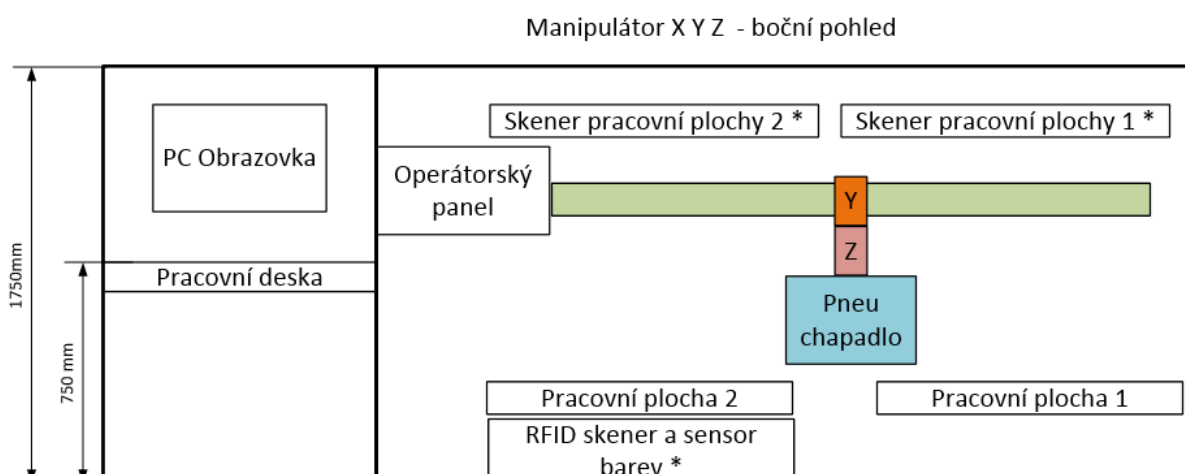 Manipulátor X Y Z - boční pohled
Skener pracovní plochy 2 *
Skener pracovní plochy 1 *
PC Obrazovka
Operátorský
panel
Y
Z
Pracovní deska
Pneu
chapadlo
1750mm
750 mm
Pracovní plocha 2
Pracovní plocha 1
RFID skener a sensor
barev *